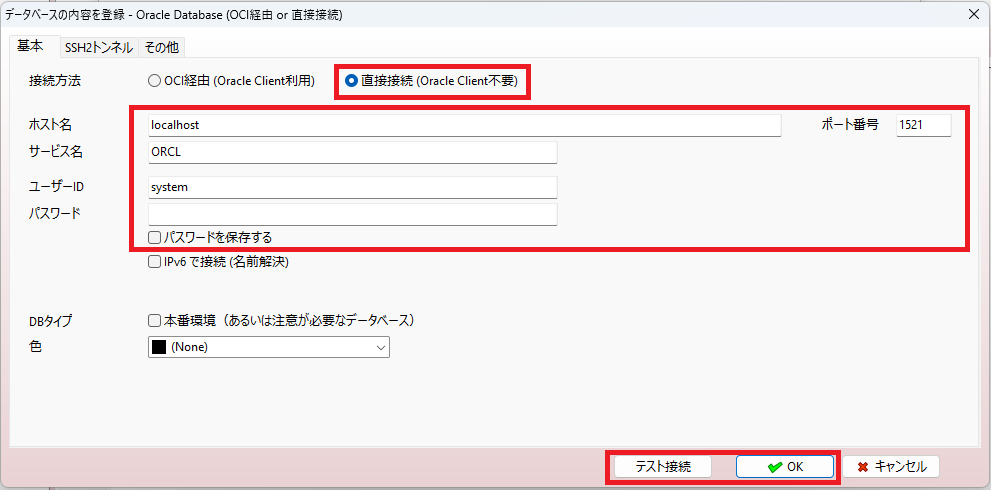 データベースの内容を登録 - Oracle Database (OCI経由 or 直接接続)
基本 SSH2トンネル その他
接続方法 OCI経由 (Oracle Client利用) 直接接続 (Oracle Client不要)
ホスト名 localhost ポート番号 1521
サービス名 ORCL
ユーザーID system
パスワード
パスワードを保存する
IPv6 で接続 (名前解決)
DBタイプ 本番環境（あるいは注意が必要なデータベース）
色 (None)
テスト接続 OK キャンセル